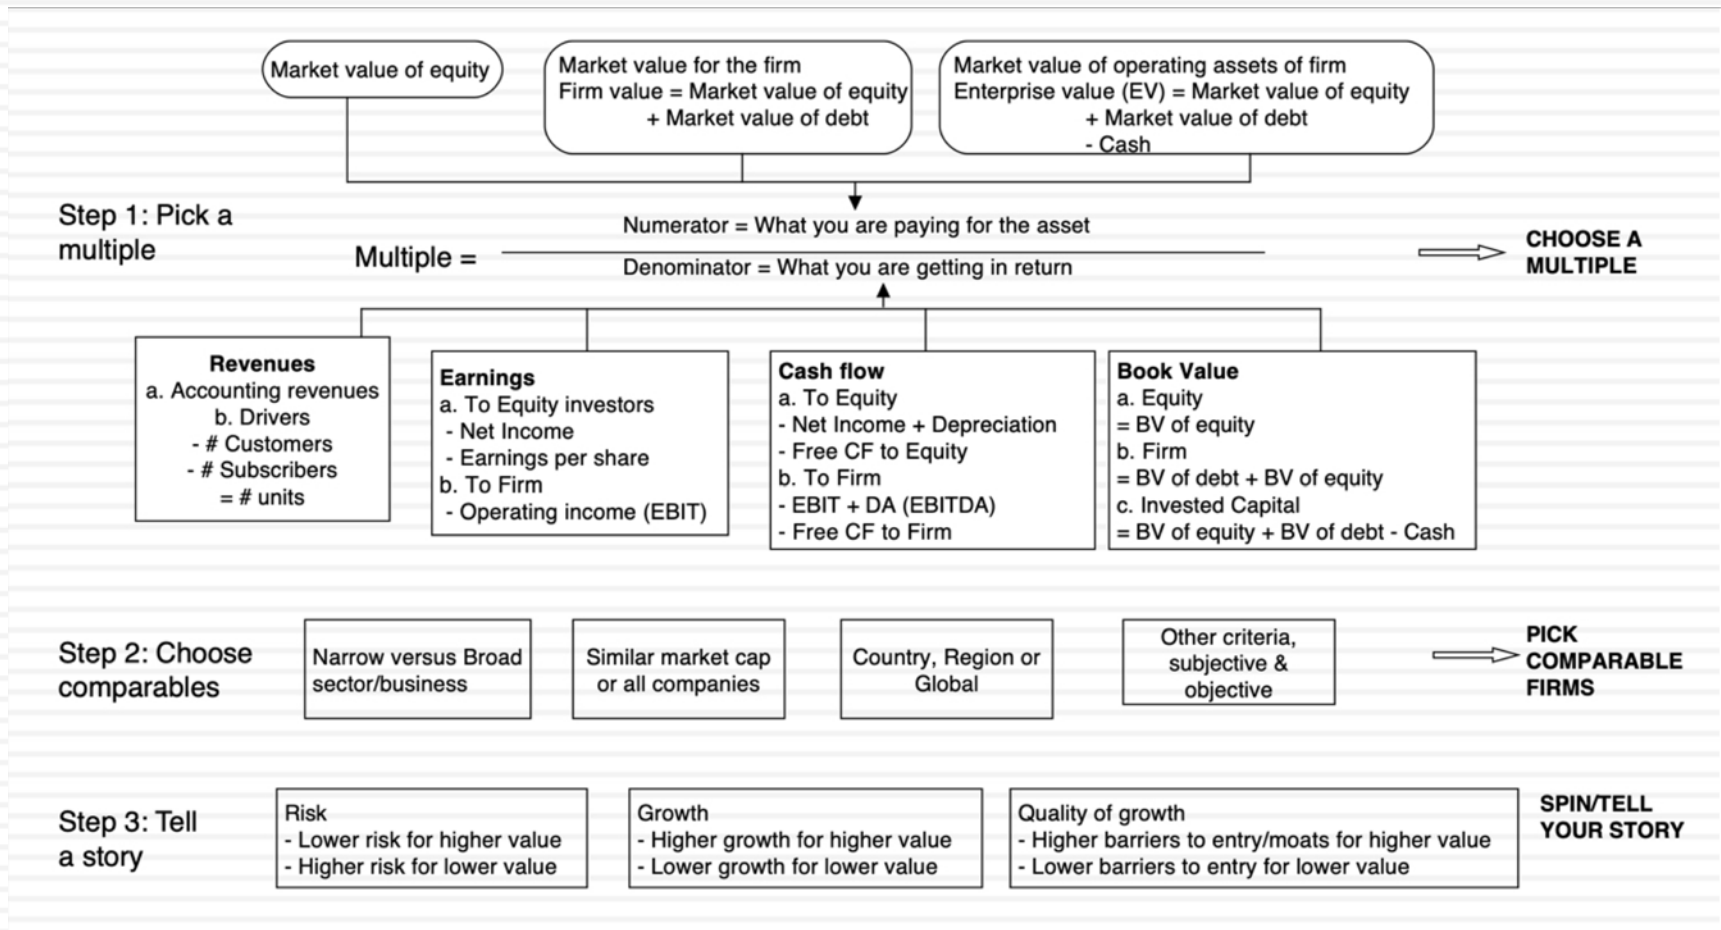 Market value of equity
Market value for the firm
Firm value = Market value of equity
+ Market value of debt
Market value of operating assets of firm
Enterprise value (EV) = Market value of equity
+ Market value of debt
- Cash
Step 1: Pick a
multiple
Multiple =
Numerator = What you are paying for the asset
Denominator = What you are getting in return
CHOOSE A
MULTIPLE
Revenues
a. Accounting revenues
b. Drivers
- # Customers
- # Subscribers
= # units
Earnings
a. To Equity investors
- Net Income
- Earnings per share
b. To Firm
- Operating income (EBIT)
Cash flow
a. To Equity
- Net Income + Depreciation
- Free CF to Equity
b. To Firm
- EBIT + DA (EBITDA)
- Free CF to Firm
Book Value
a. Equity
= BV of equity
b. Firm
= BV of debt + BV of equity
c. Invested Capital
= BV of equity + BV of debt - Cash
Step 2: Choose
comparables
Narrow versus Broad
sector/business
Similar market cap
or all companies
Country, Region or
Global
Other criteria,
subjective &
objective
PICK
COMPARABLE
FIRMS
Step 3: Tell
a story
Risk
- Lower risk for higher value
- Higher risk for lower value
Growth
- Higher growth for higher value
- Lower growth for lower value
Quality of growth
- Higher barriers to entry/moats for higher value
- Lower barriers to entry for lower value
SPIN/TELL
YOUR STORY